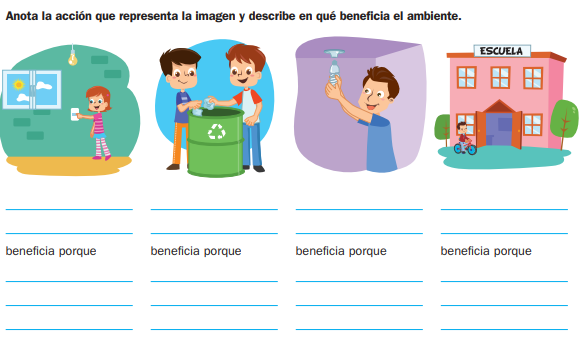 Anota la acción que representa la imagen y describe en qué beneficia el ambiente.
ESCUELA
beneficia porque
beneficia porque
beneficia porque
beneficia porque